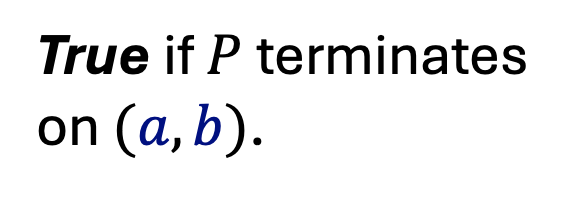 True if P terminates
on (a, b).